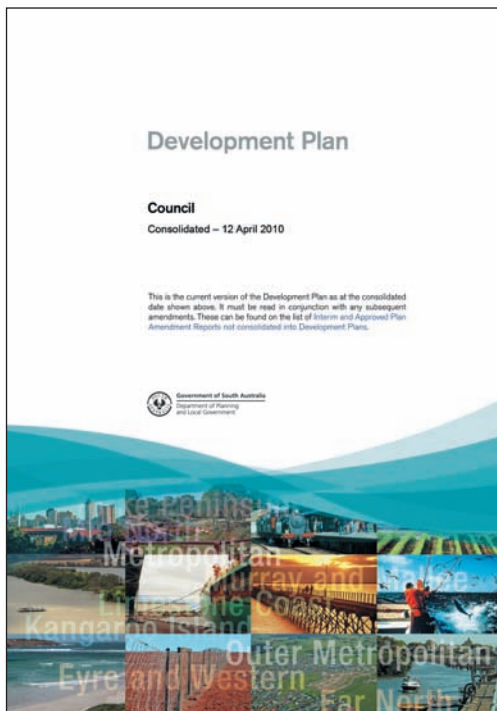 Development Plan
Council
Consolidated – 12 April 2010
This is the current version of the Development Plan as at the consolidated
date shown above. It must be read in conjunction with any subsequent
amendments. These can be found on the list of Interim and Approved Plan
Amendment Reports not consolidated into Development Plans.
Government of South Australia
Department of Planning
and Local Government
Peninsula
Metropolitan
Murray and Mallee
Limestone Coast
Kangaroo Island
Outer Metropolitan
Eyre and Western
Far North